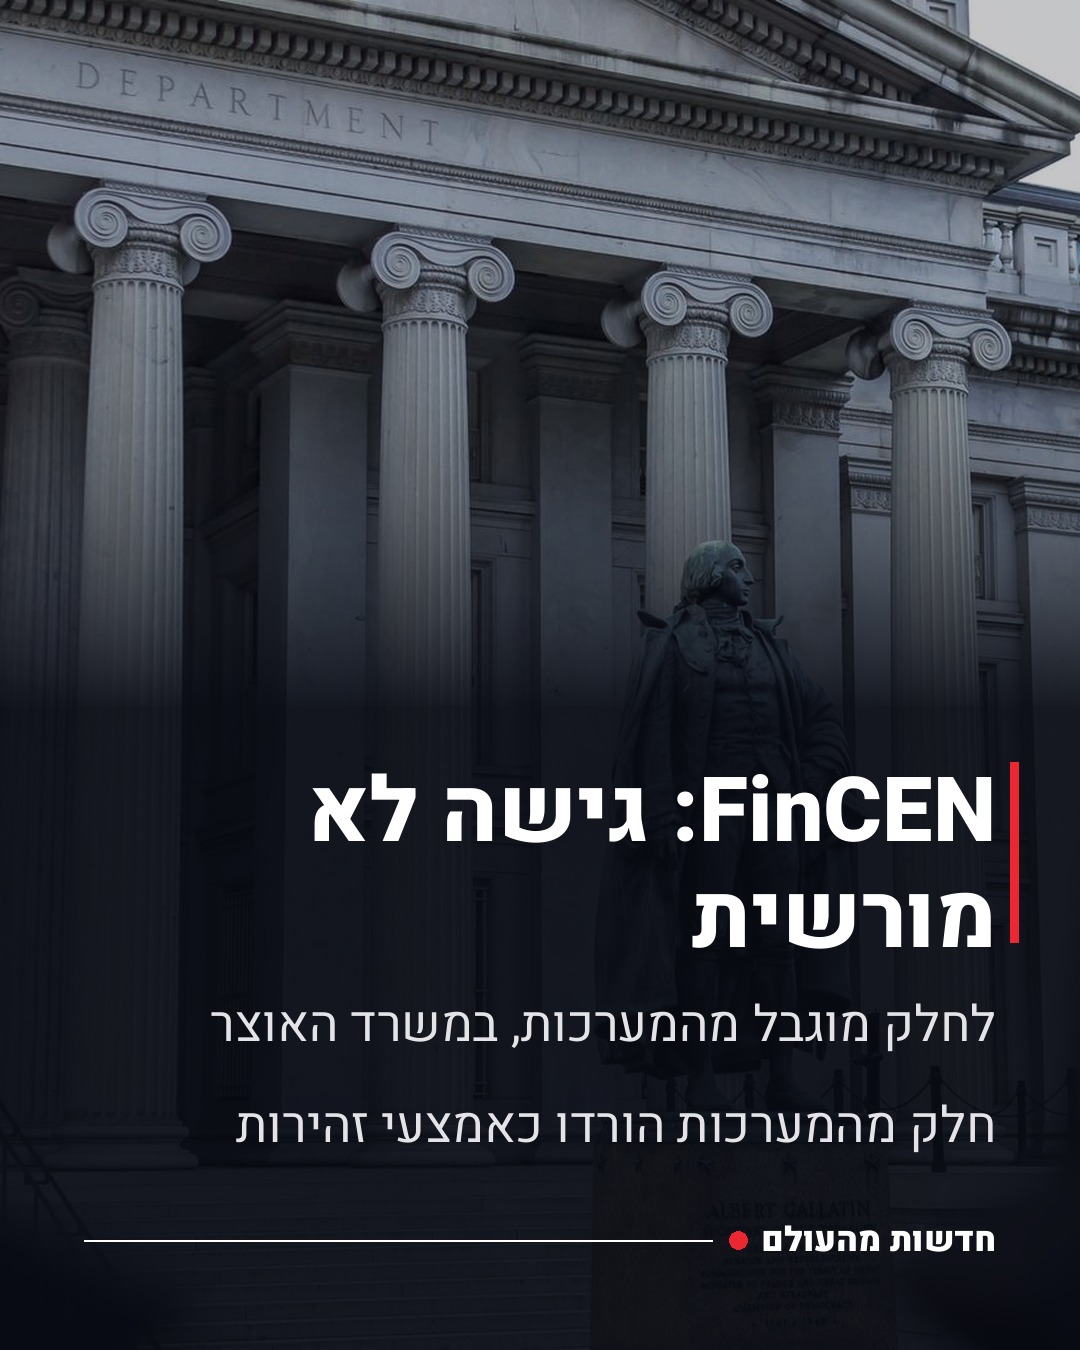 DEPARTMENT
FinCEN: גישה לא
מורשית
לחלק מוגבל מהמערכות, במשרד האוצר
חלק מהמערכות הורדו כאמצעי זהירות
ALBERT GALLATIN
חדשות מהעולם